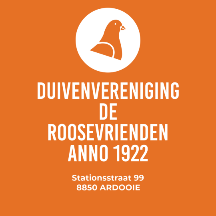 DUIVENVERENIGING
DE
ROOSEVRIENDEN
ANNO 1922
Stationsstraat 99
8850 ARDOOIE